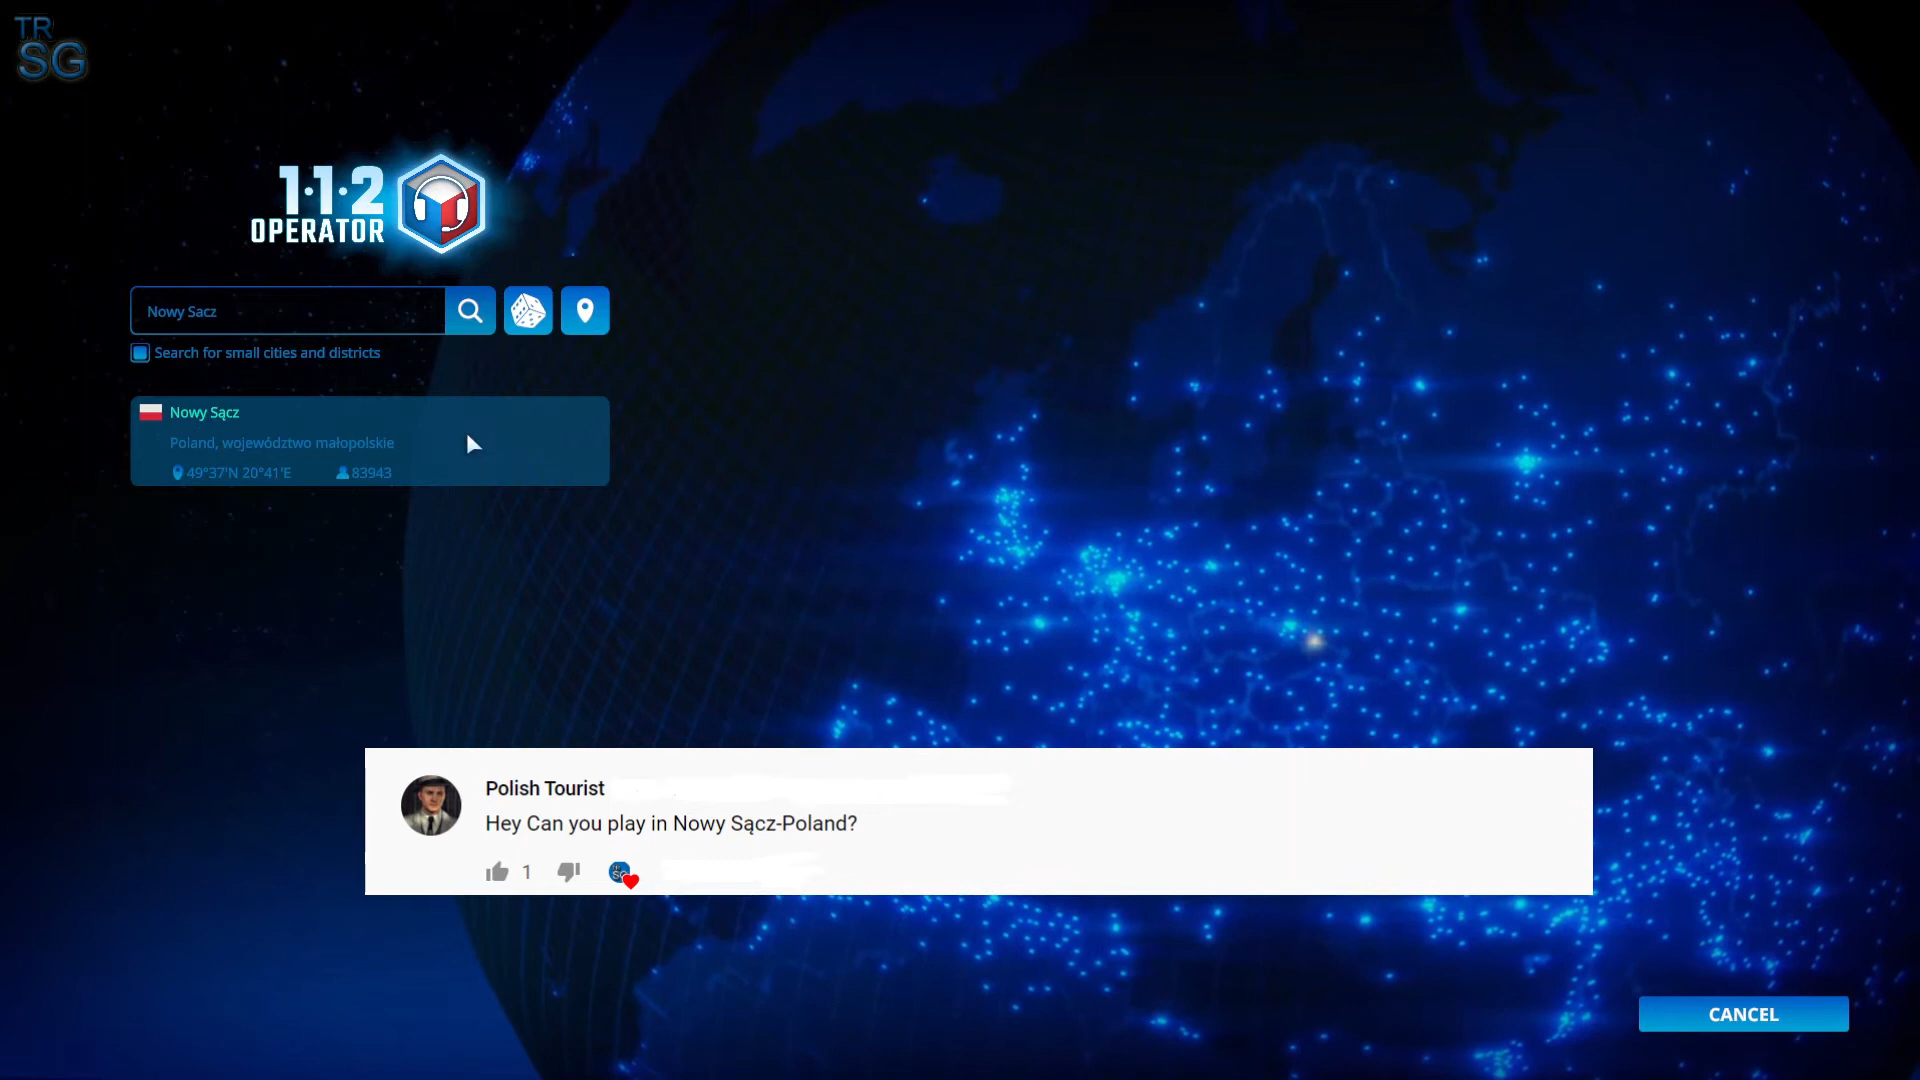 TR
SG
1·1·2
OPERATOR
Nowy Sacz
Search for small cities and districts
Nowy Sącz
Poland, województwo małopolskie
49°37'N 20°41'E 83943
Polish Tourist
Hey Can you play in Nowy Sącz-Poland?
1
SG
CANCEL